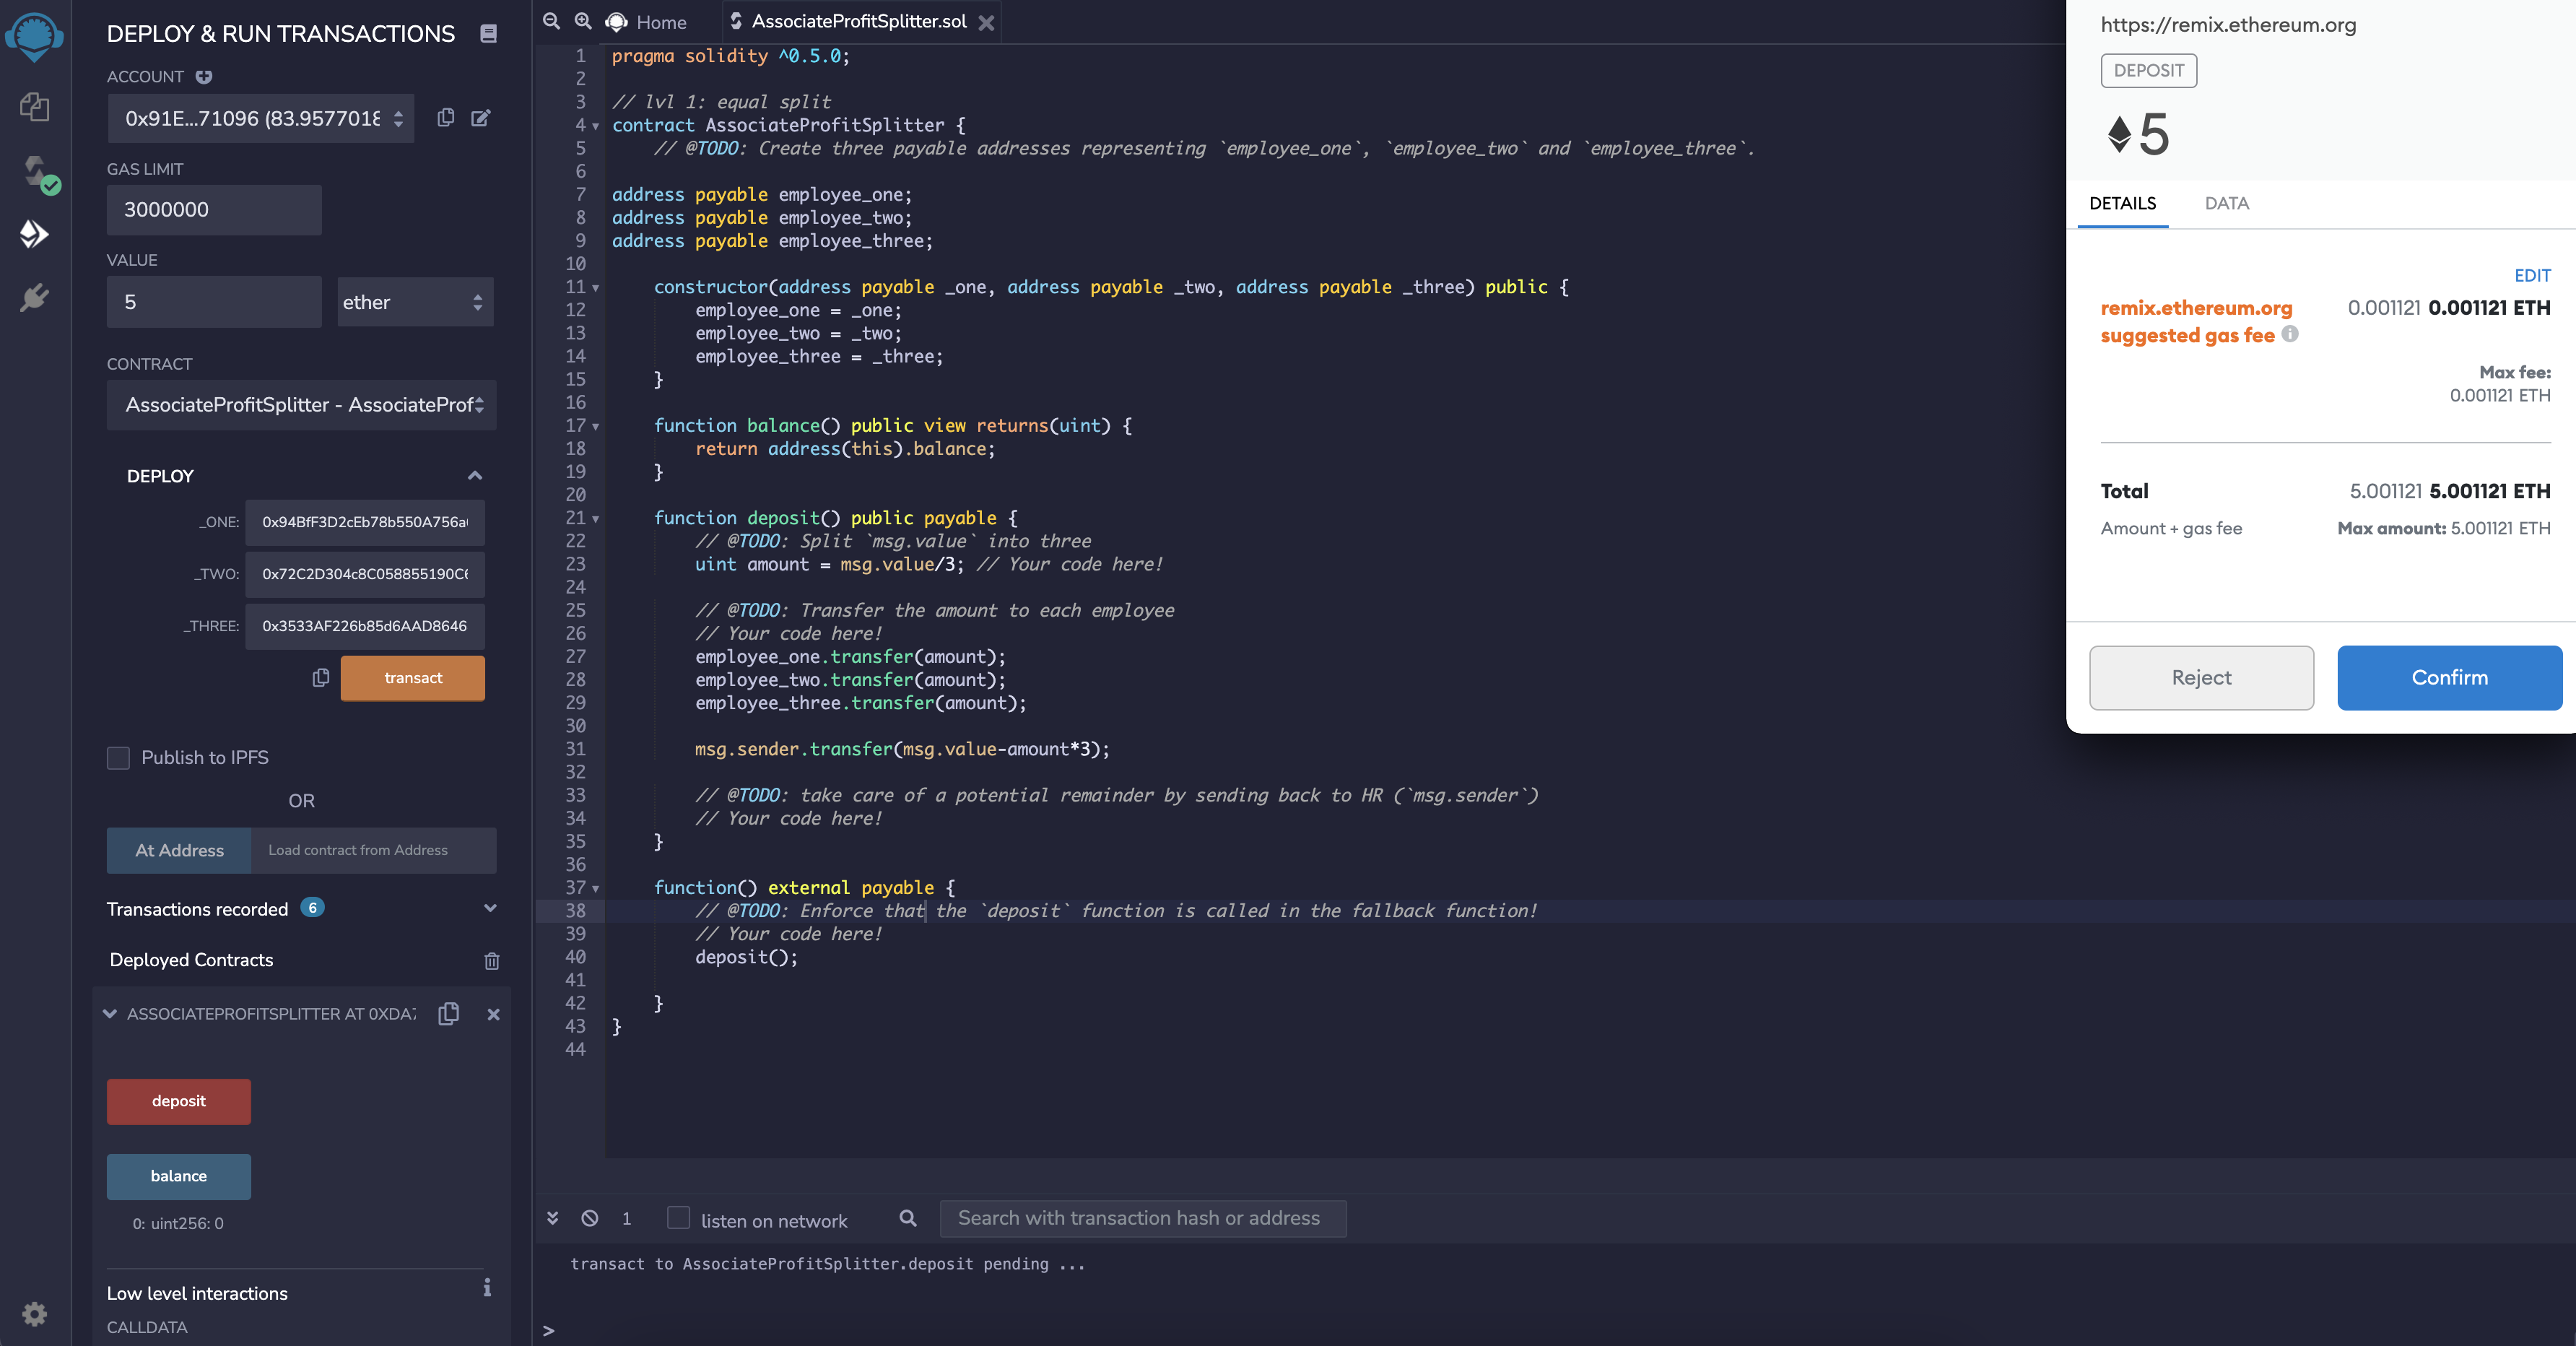 DEPLOY & RUN TRANSACTIONS
ACCOUNT
0x91E...71096 (83.9577018
GAS LIMIT
3000000
VALUE
5
ether
CONTRACT
AssociateProfitSplitter - AssociateProf
DEPLOY
_ONE:
0x94BfF3D2cEb78b550A756a
_TWO:
0x72C2D304c8C058855190C6
_THREE:
0x3533AF226b85d6AAD8646
transact
Publish to IPFS
OR
At Address
Load contract from Address
Transactions recorded 6
Deployed Contracts
ASSOCIATEPROFITSPLITTER AT 0XDA7
deposit
balance
0: uint256: 0
Low level interactions
i
CALLDATA
Home
AssociateProfitSplitter.sol
1 pragma solidity ^0.5.0;
2
3 // lvl 1: equal split
4 contract AssociateProfitSplitter {
5 // @TODO: Create three payable addresses representing `employee_one`, `employee_two` and `employee_three`.
6
7 address payable employee_one;
8 address payable employee_two;
9 address payable employee_three;
10
11 constructor(address payable _one, address payable _two, address payable _three) public {
12 employee_one = _one;
13 employee_two = _two;
14 employee_three = _three;
15 }
16
17 function balance() public view returns(uint) {
18 return address(this).balance;
19 }
20
21 function deposit() public payable {
22 // @TODO: Split `msg.value` into three
23 uint amount = msg.value/3; // Your code here!
24
25 // @TODO: Transfer the amount to each employee
26 // Your code here!
27 employee_one.transfer(amount);
28 employee_two.transfer(amount);
29 employee_three.transfer(amount);
30
31 msg.sender.transfer(msg.value-amount*3);
32
33 // @TODO: take care of a potential remainder by sending back to HR (`msg.sender`)
34 // Your code here!
35 }
36
37 function() external payable {
38 // @TODO: Enforce that the `deposit` function is called in the fallback function!
39 // Your code here!
40 deposit();
41
42 }
43 }
44
1
listen on network
Search with transaction hash or address
transact to AssociateProfitSplitter.deposit pending ...
>
https://remix.ethereum.org
DEPOSIT
5
DETAILS
DATA
EDIT
remix.ethereum.org 0.001121 0.001121 ETH
suggested gas fee
Max fee:
0.001121 ETH
Total 5.001121 5.001121 ETH
Amount + gas fee Max amount: 5.001121 ETH
Reject
Confirm